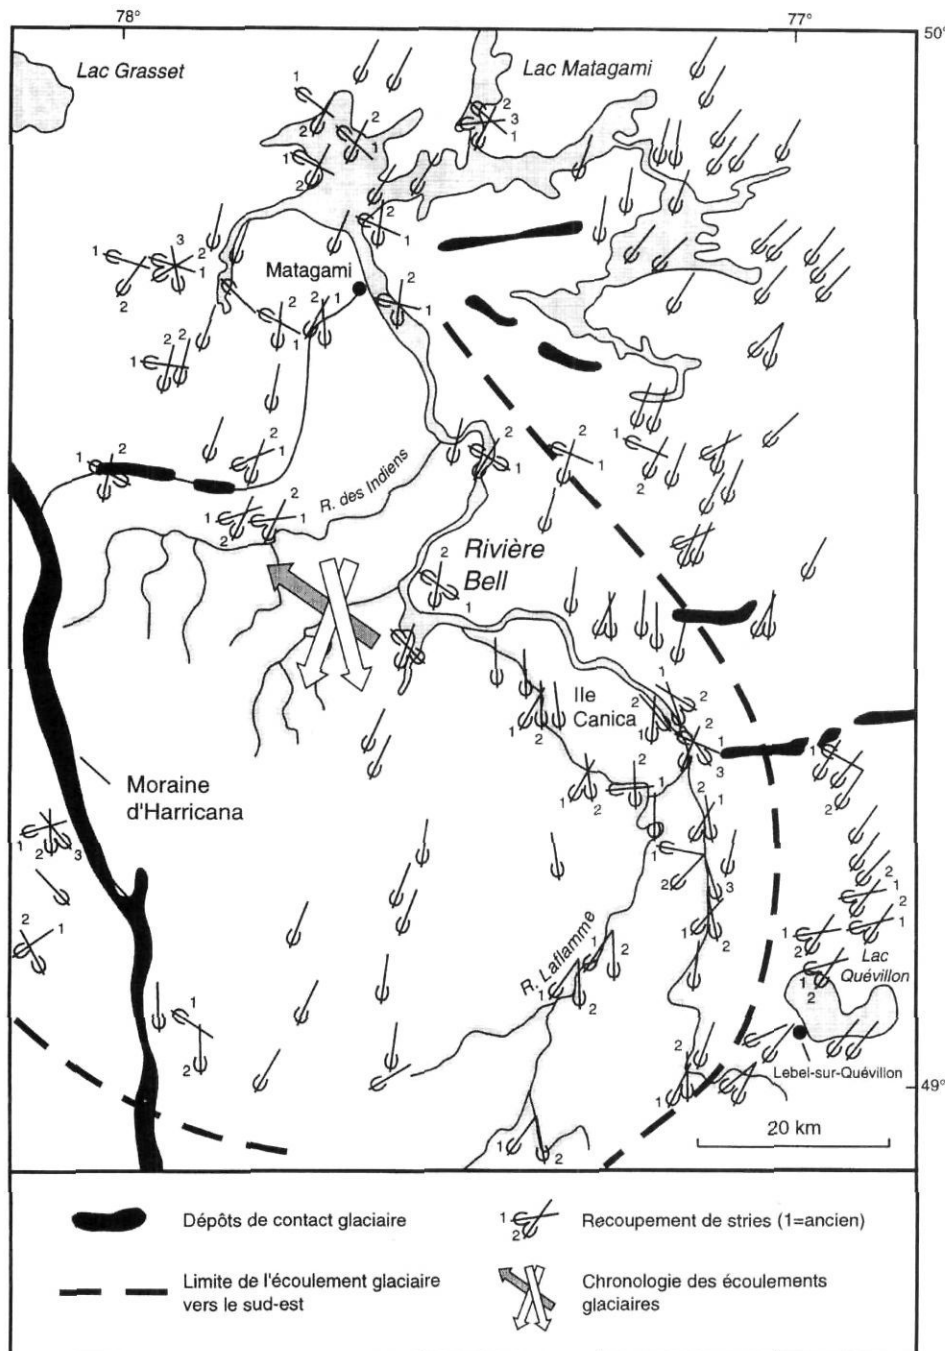 78°
77°
50°
Lac Grasset
Lac Matagami
Matagami
R. des Indiens
Rivière
Bell
Ile
Canica
Moraine
d'Harricana
R. Laflamme
Lac
Quévillon
Lebel-sur-Quévillon
49°
20 km
Dépôts de contact glaciaire
1
2
Recoupement de stries (1=ancien)
Limite de l'écoulement glaciaire
vers le sud-est
Chronologie des écoulements
glaciaires